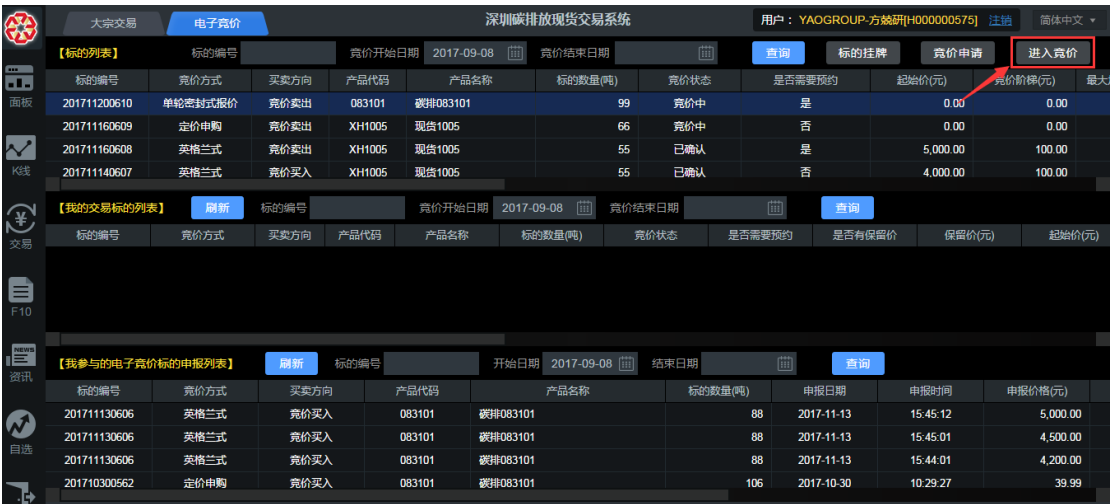 大宗交易 电子竞价 深圳碳排放现货交易系统 用户： YAOGROUP-方兢研[H000000575] 注销 简体中文
【标的列表】 标的编号 竞价开始日期 2017-09-08 竞价结束日期 查询 标的挂牌 竞价申请 进入竞价
标的编号 竞价方式 买卖方向 产品代码 产品名称 标的数量(吨) 竞价状态 是否需要预约 起始价(元) 竞价阶梯(元) 最大
201711200610 单轮密封式报价 竞价卖出 083101 碳排083101 99 竞价中 是 0.00 0.00
201711160609 定价申购 竞价卖出 XH1005 现货1005 66 竞价中 否 0.00 0.00
201711160608 英格兰式 竞价卖出 XH1005 现货1005 55 已确认 是 5,000.00 100.00
201711140607 英格兰式 竞价买入 XH1005 现货1005 55 已确认 否 4,000.00 100.00
【我的交易标的列表】 刷新 标的编号 竞价开始日期 2017-09-08 竞价结束日期 查询
标的编号 竞价方式 买卖方向 产品代码 产品名称 标的数量(吨) 竞价状态 是否需要预约 是否有保留价 保留价(元) 起始价(元)
【我参与的电子竞价标的申报列表】 刷新 标的编号 开始日期 2017-09-08 结束日期 查询
标的编号 竞价方式 买卖方向 产品代码 产品名称 标的数量(吨) 申报日期 申报时间 申报价格(元)
201711130606 英格兰式 竞价买入 083101 碳排083101 88 2017-11-13 15:45:12 5,000.00
201711130606 英格兰式 竞价买入 083101 碳排083101 88 2017-11-13 15:45:01 4,500.00
201711130606 英格兰式 竞价买入 083101 碳排083101 88 2017-11-13 15:44:01 4,200.00
201710300562 定价申购 竞价买入 083101 碳排083101 106 2017-10-30 10:29:27 39.99
面板
K线
交易
F10
NEWS
资讯
自选